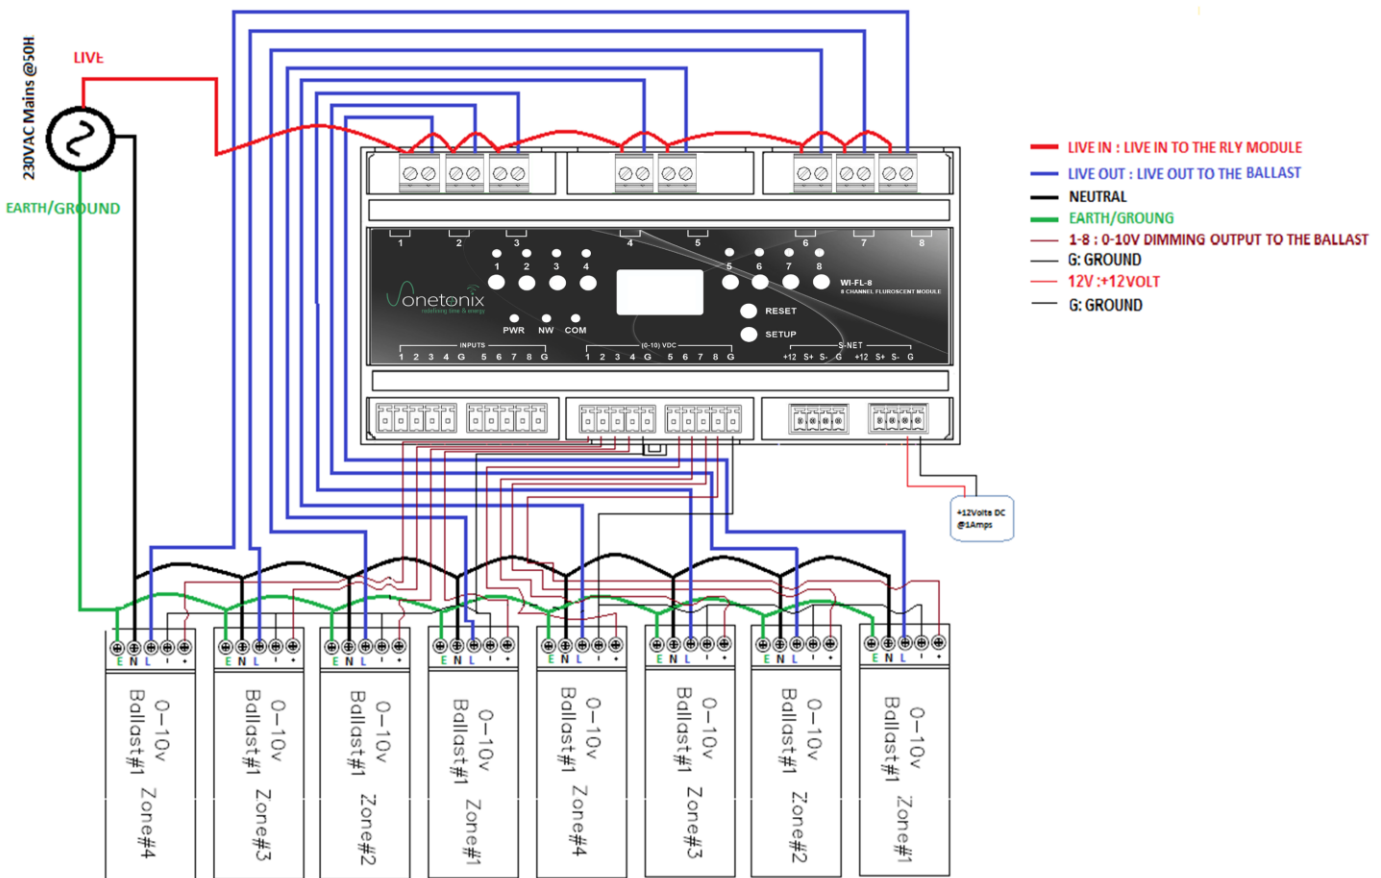 230VAC Mains @50H
LIVE
EARTH/GROUND
LIVE IN : LIVE IN TO THE RLY MODULE
LIVE OUT : LIVE OUT TO THE BALLAST
NEUTRAL
EARTH/GROUNG
1-8 : 0-10V DIMMING OUTPUT TO THE BALLAST
G: GROUND
12V :+12VOLT
G: GROUND
1 2 3 4 5 6 7 8
1 2 3 4 5 6 7 8
onetonix
redefining time & energy
WI-FL-8
8 CHANNEL FLUROSCENT MODULE
RESET
SETUP
PWR NW COM
INPUTS
1 2 3 4 G 5 6 7 8 G
(0-10) VDC
1 2 3 4 G 5 6 7 8 G
S-NET
+12 S+ S- G +12 S+ S- G
+12Volts DC
@1Amps
E N L - +
E N L - +
E N L - +
E N L - +
E N L - +
E N L - +
E N L - +
E N L - +
0-10v
Ballast#1 Zone#4
0-10v
Ballast#1 Zone#3
0-10v
Ballast#1 Zone#2
0-10v
Ballast#1 Zone#1
0-10v
Ballast#1 Zone#4
0-10v
Ballast#1 Zone#3
0-10v
Ballast#1 Zone#2
0-10v
Ballast#1 Zone#1